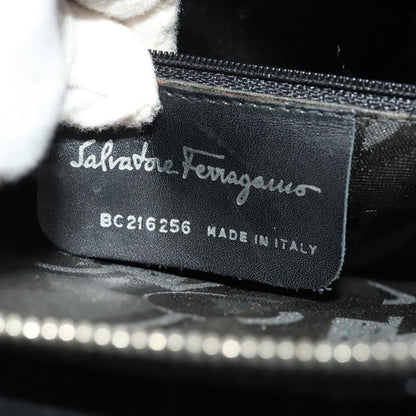 Salvatore Ferragamo
BC216256 MADE IN ITALY